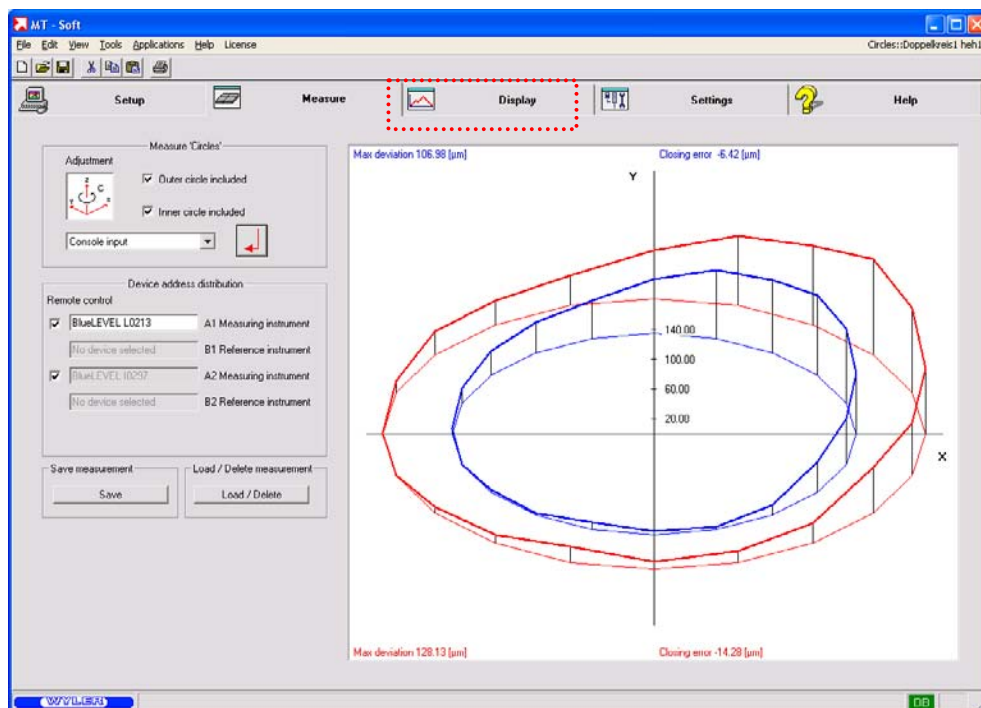 MT - Soft
File Edit View Tools Applications Help License
Circles::Doppelkreis1 heh1
Setup Measure Display Settings Help
Measure 'Circles'
Adjustment
z
C
Outer circle included
Inner circle included
Console input
Device address distribution
Remote control
BlueLEVEL L0213 A1 Measuring instrument
No device selected B1 Reference instrument
BlueLEVEL I0297 A2 Measuring instrument
No device selected B2 Reference instrument
Save measurement
Save
Load / Delete measurement
Load / Delete
Max deviation 106.98 [µm] Closing error -6.42 [µm]
Y
140.00
100.00
60.00
20.00
X
Max deviation 128.13 [µm] Closing error -14.28 [µm]
WYLER
DB